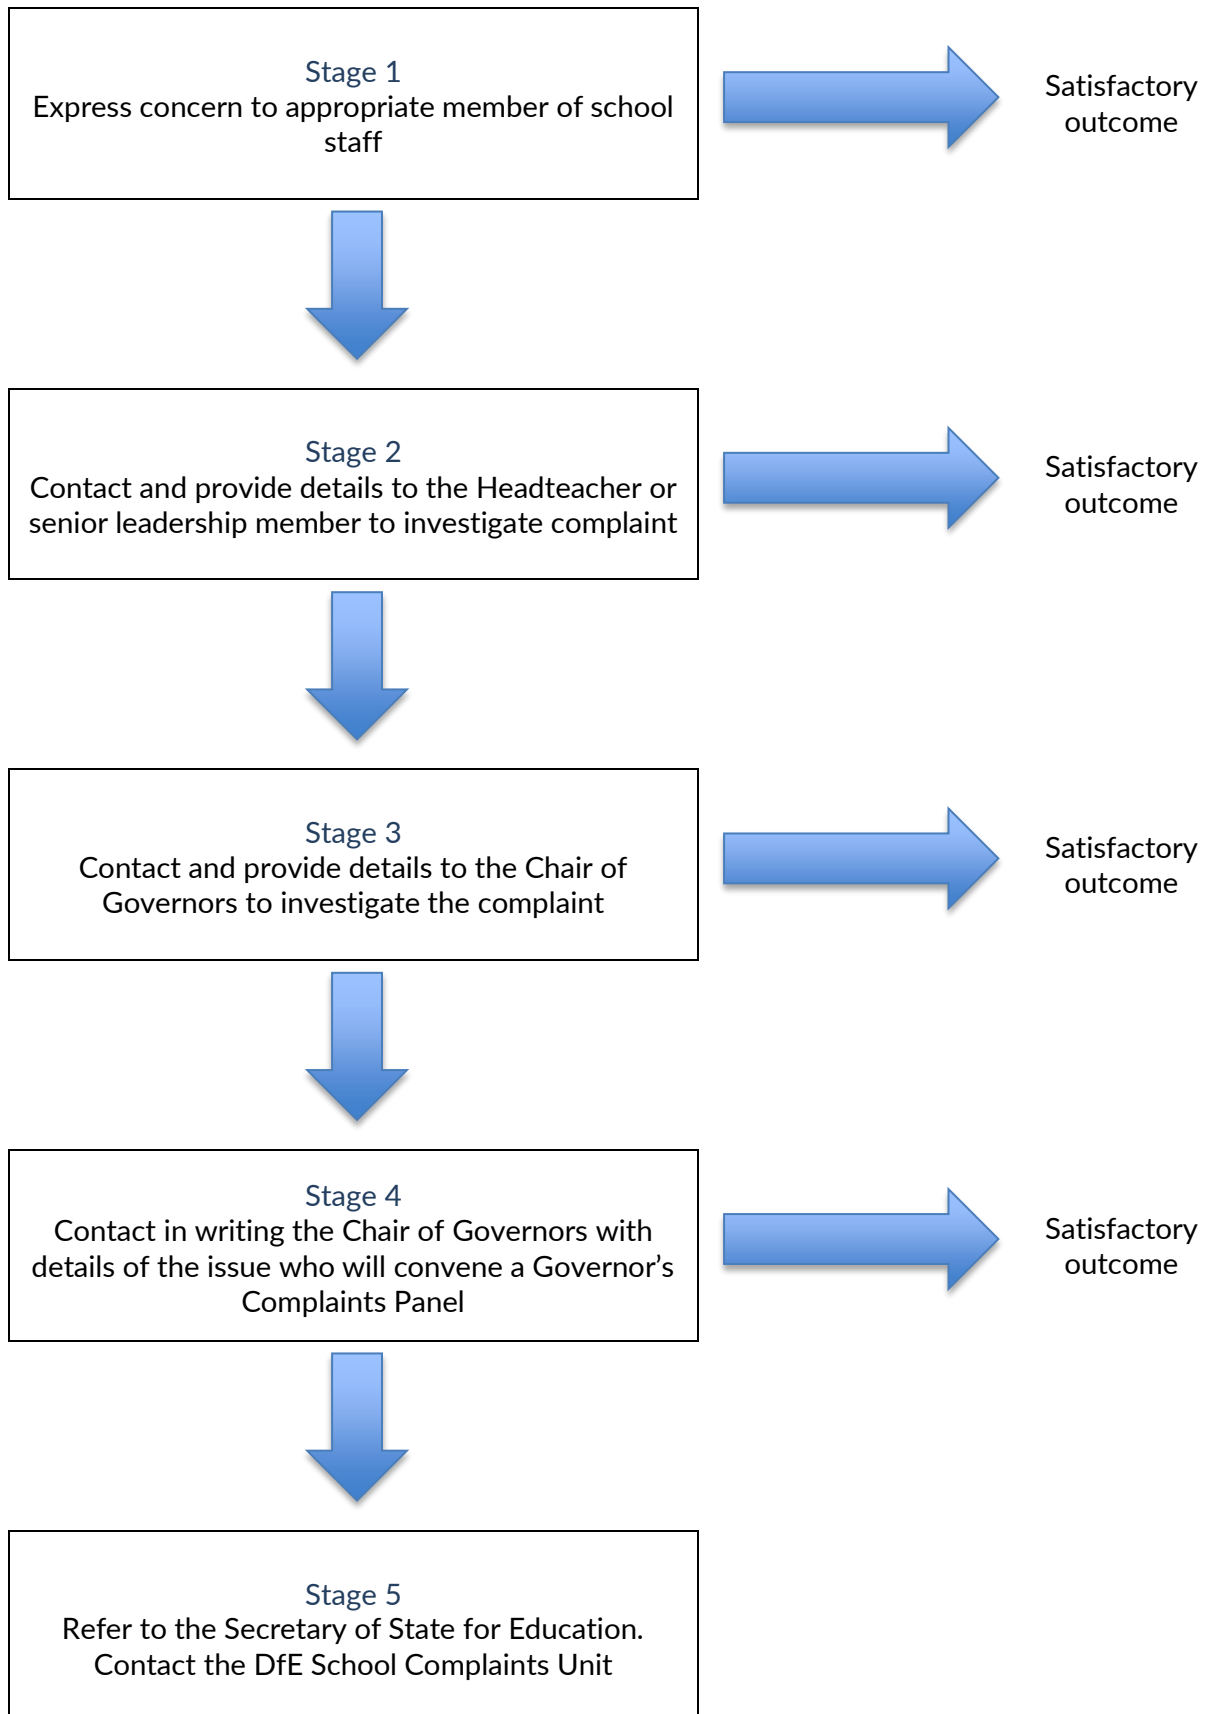 Stage 1
Express concern to appropriate member of school
staff
Satisfactory
outcome
Stage 2
Contact and provide details to the Headteacher or
senior leadership member to investigate complaint
Satisfactory
outcome
Stage 3
Contact and provide details to the Chair of
Governors to investigate the complaint
Satisfactory
outcome
Stage 4
Contact in writing the Chair of Governors with
details of the issue who will convene a Governor’s
Complaints Panel
Satisfactory
outcome
Stage 5
Refer to the Secretary of State for Education.
Contact the DfE School Complaints Unit